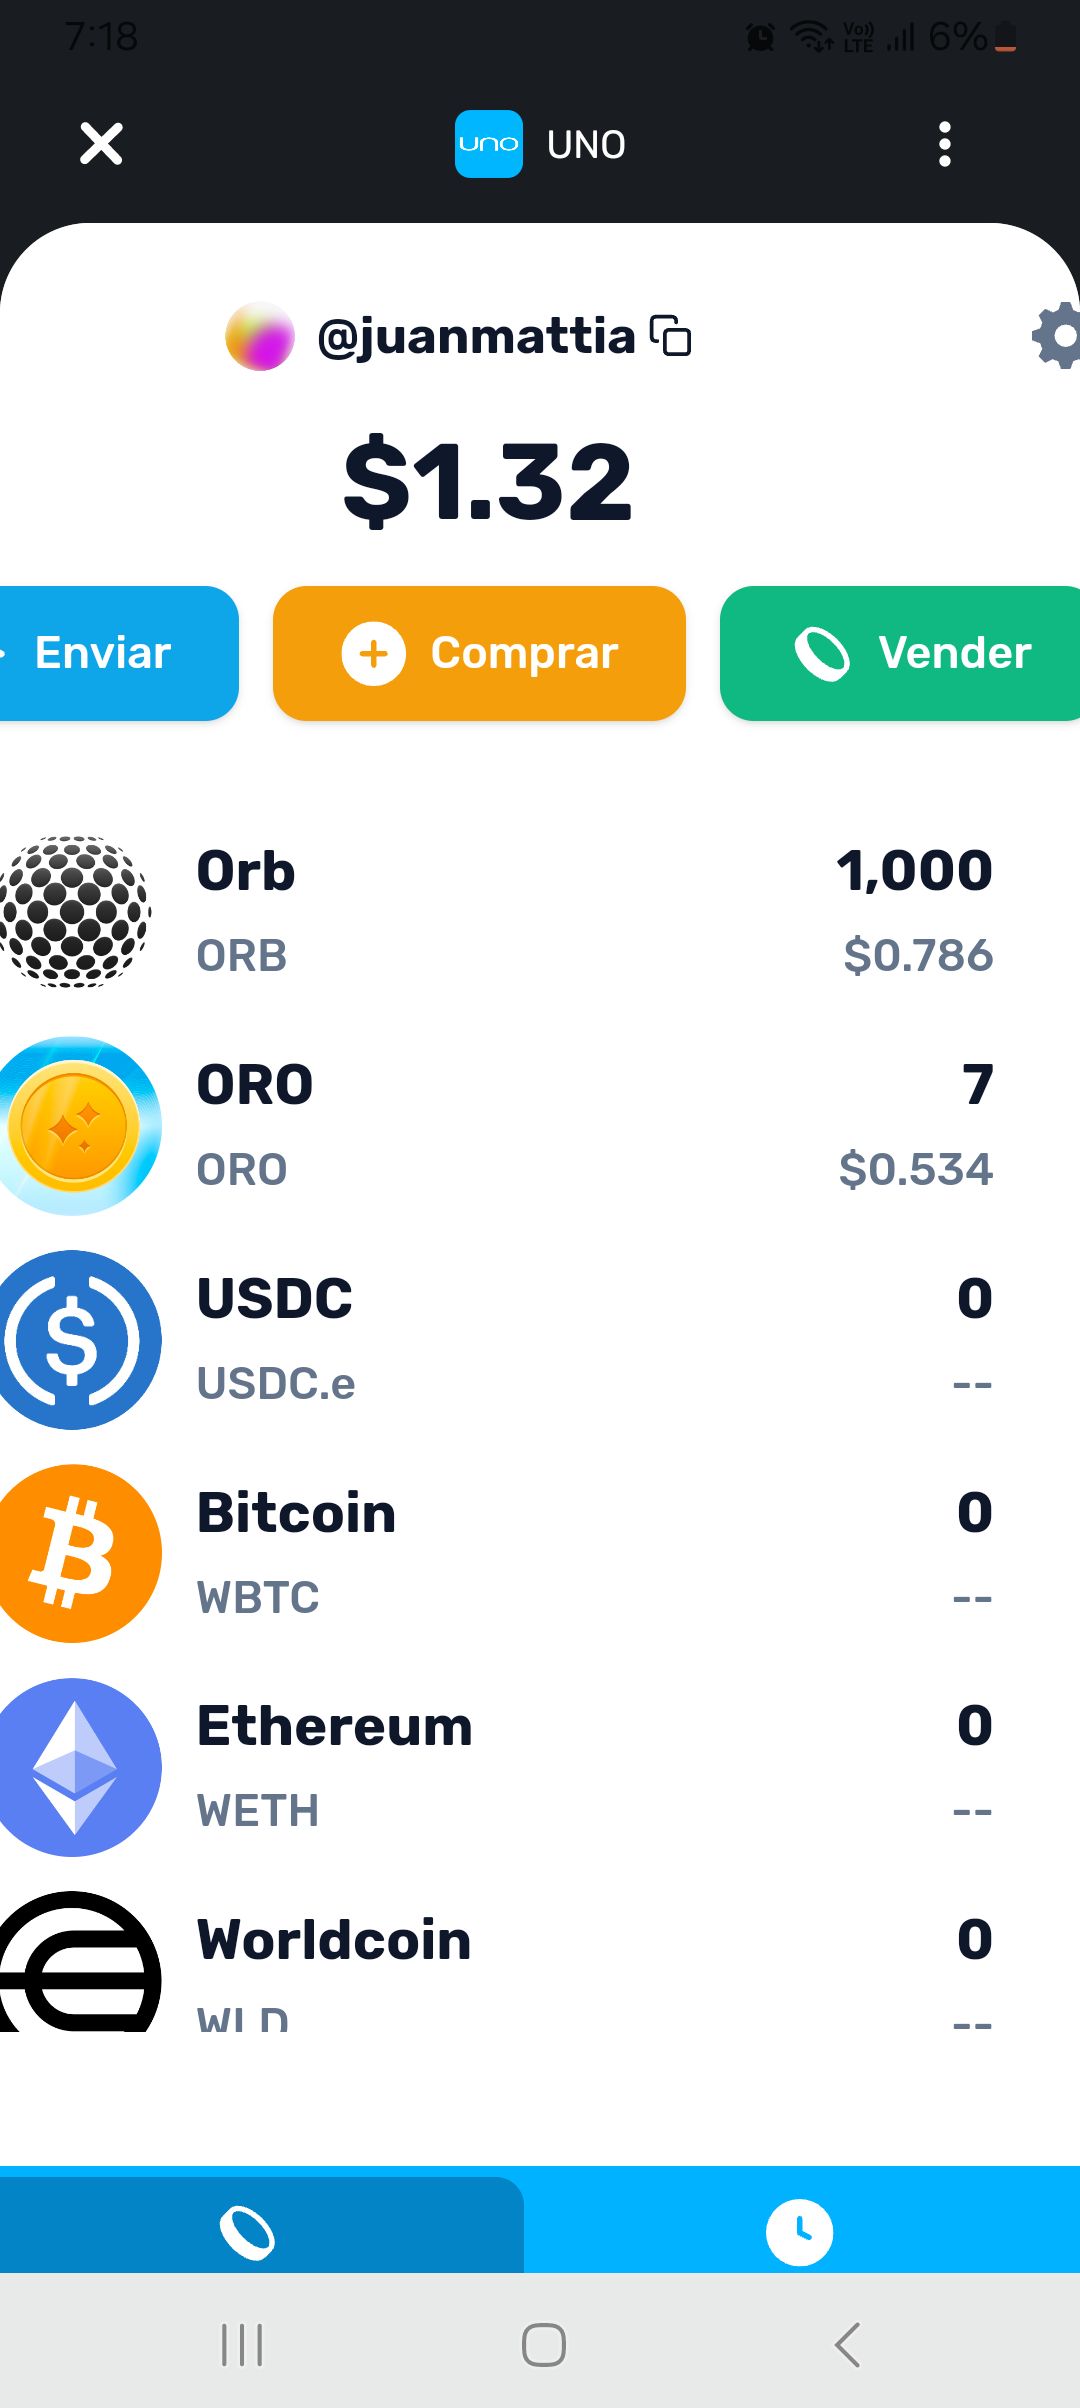 7:18
Vo)) LTE 6%
uno UNO
@juanmattia
$1.32
Enviar
Comprar
Vender
Orb 1,000
ORB $0.786
ORO 7
ORO $0.534
USDC 0
USDC.e --
Bitcoin 0
WBTC --
Ethereum 0
WETH --
Worldcoin 0
WLD --